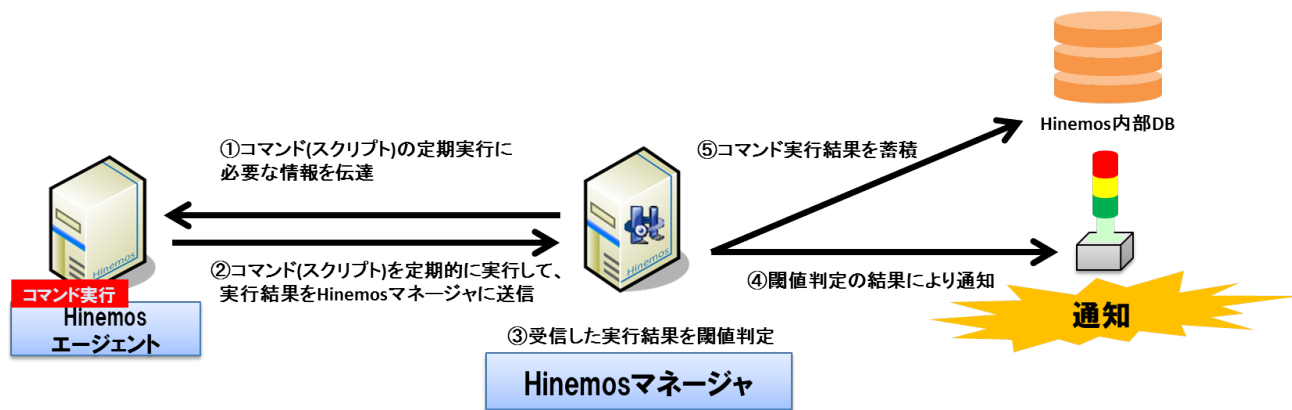 ①コマンド(スクリプト)の定期実行に
必要な情報を伝達
Hinemos
コマンド実行
Hinemos
エージェント
②コマンド(スクリプト)を定期的に実行して、
実行結果をHinemosマネージャに送信
Hinemos
③受信した実行結果を閾値判定
Hinemosマネージャ
⑤コマンド実行結果を蓄積
Hinemos内部DB
④閾値判定の結果により通知
通知